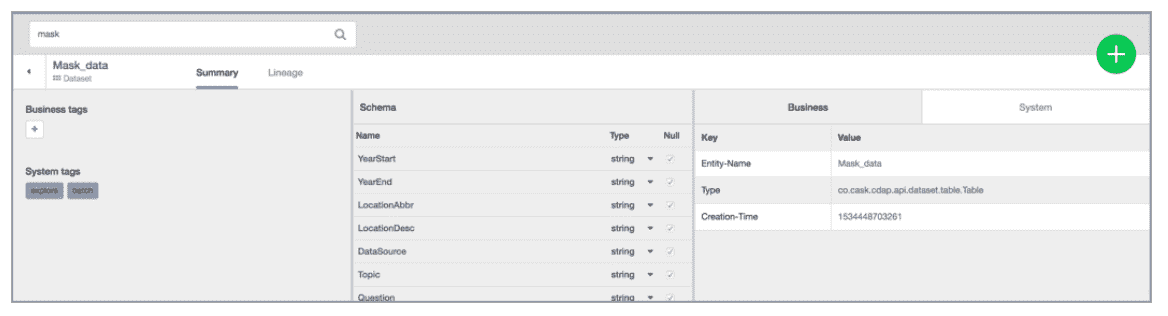 mask
Mask_data
Dataset
Summary Lineage
Business tags
System tags
explore batch
Schema
Name Type Null
YearStart string
YearEnd string
LocationAbbr string
LocationDesc string
DataSource string
Topic string
Question string
Business System
Key Value
Entity-Name Mask_data
Type co.cask.cdap.api.dataset.table.Table
Creation-Time 1534448703261